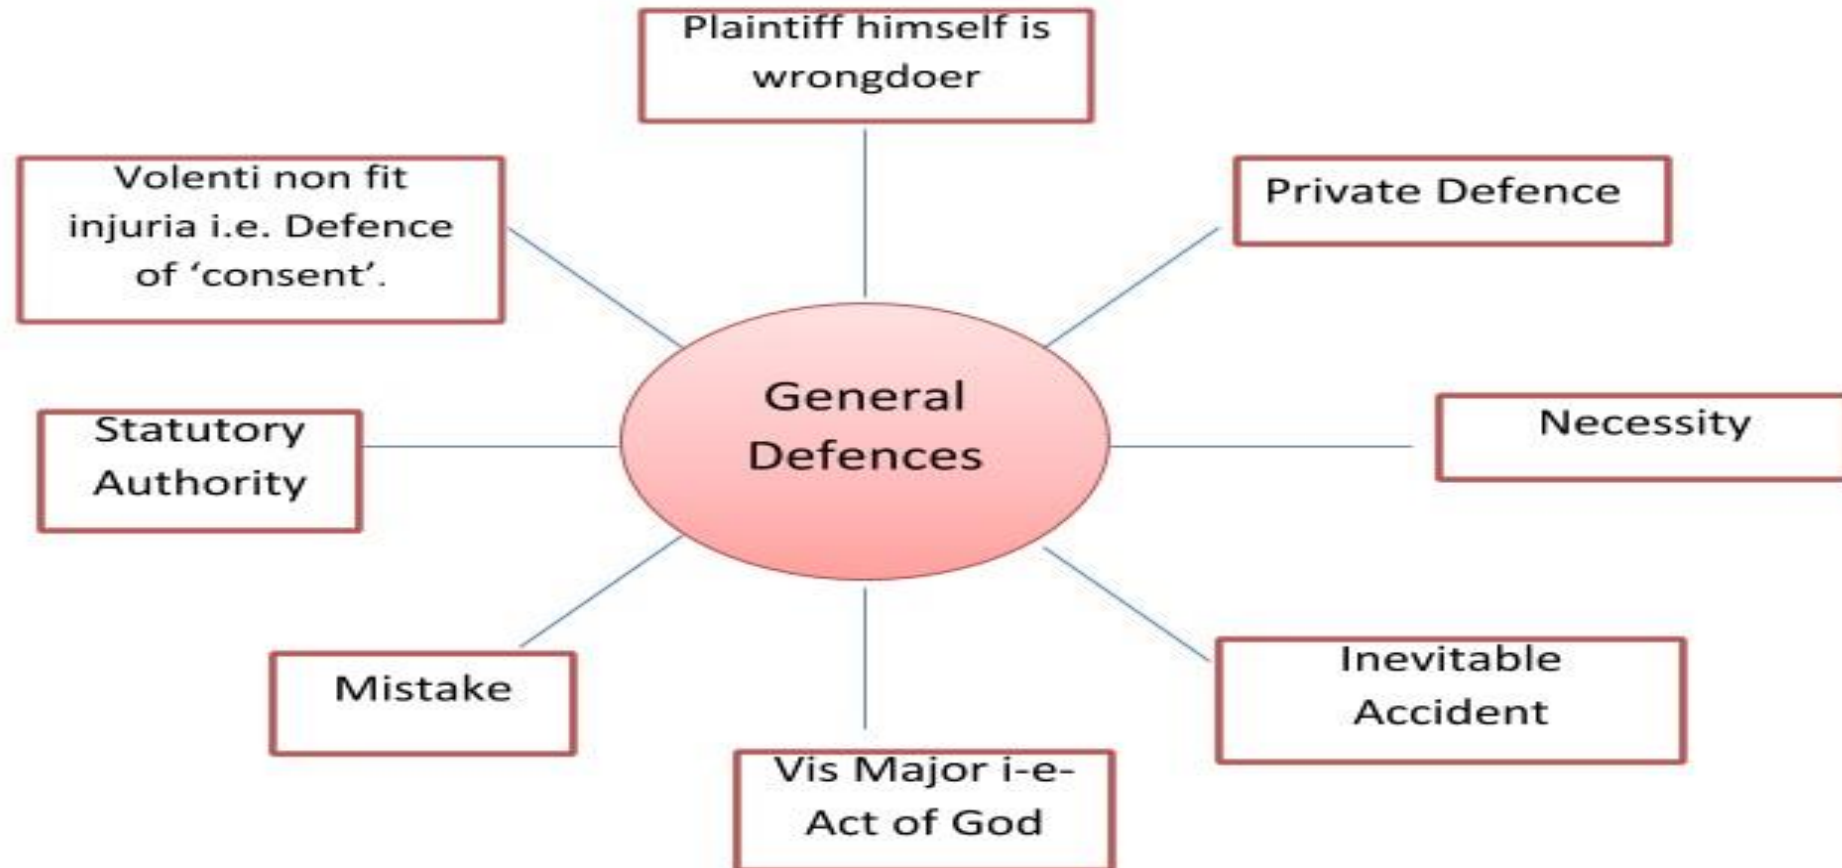 Plaintiff himself is
wrongdoer
Volenti non fit
injuria i.e. Defence
of ‘consent’.
Private Defence
General
Defences
Statutory
Authority
Necessity
Mistake
Inevitable
Accident
Vis Major i-e-
Act of God